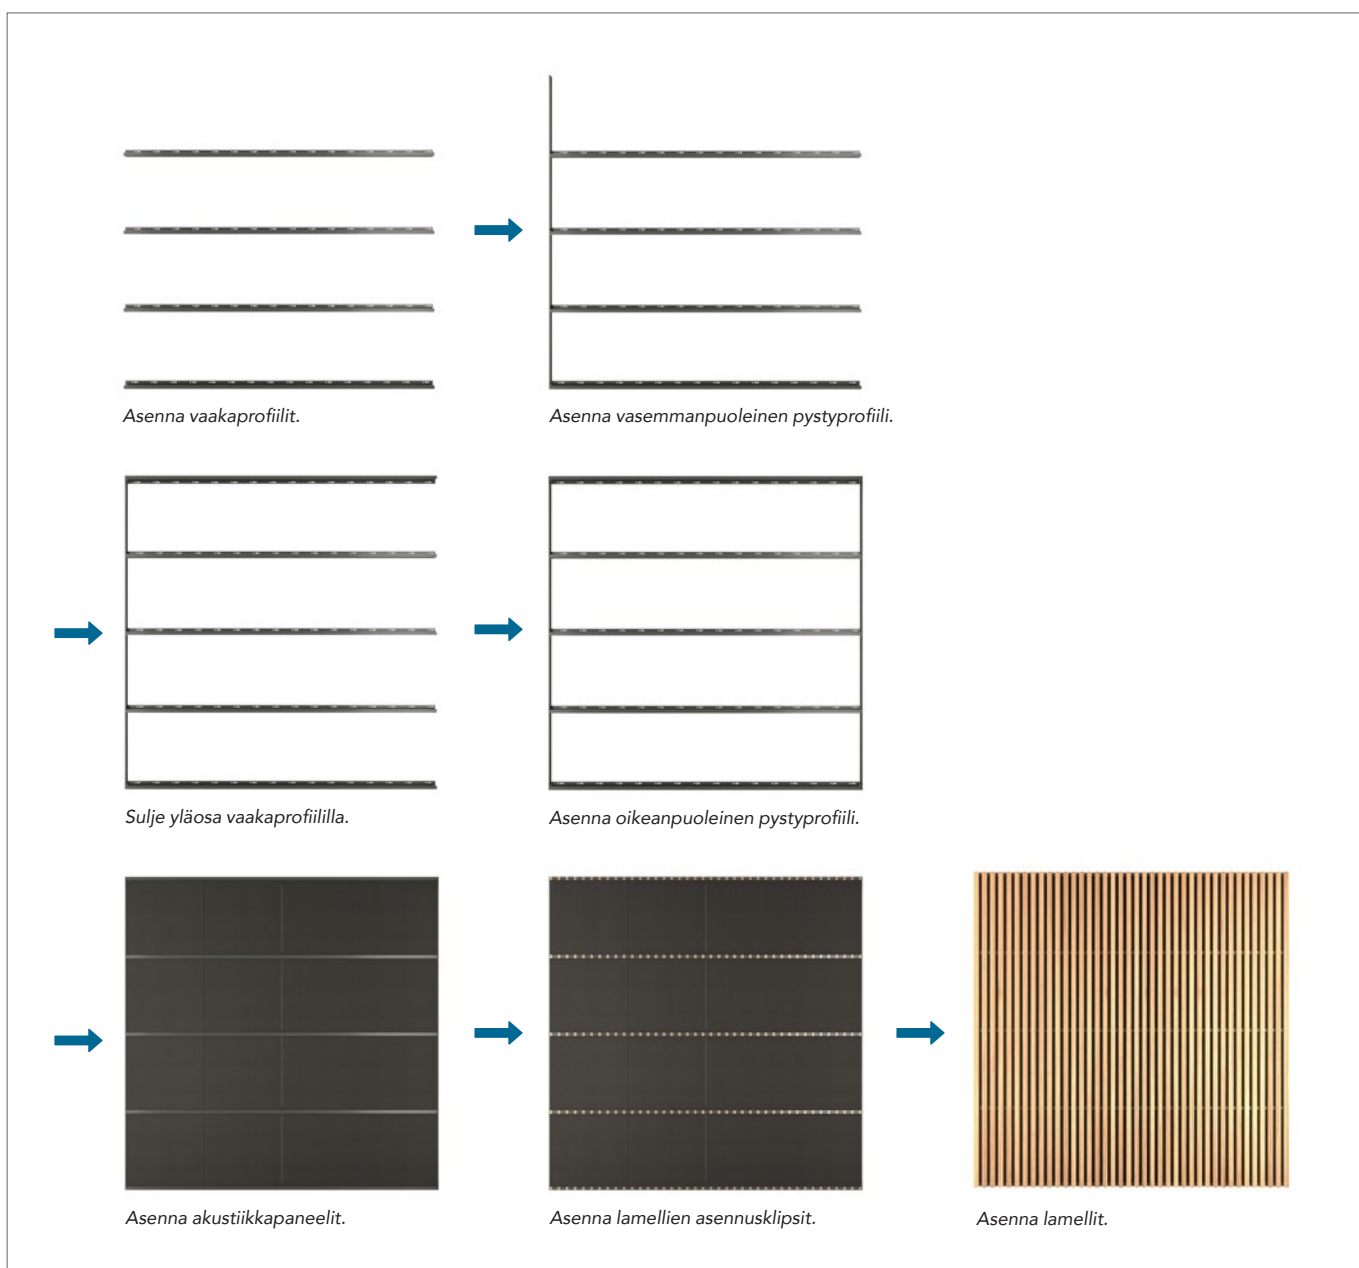 Asenna vaakaprofiilit.
Asenna vasemmanpuoleinen pystyprofiili.
Sulje yläosa vaakaprofiililla.
Asenna oikeanpuoleinen pystyprofiili.
Asenna akustiikkapaneelit.
Asenna lamellien asennusklipsit.
Asenna lamellit.